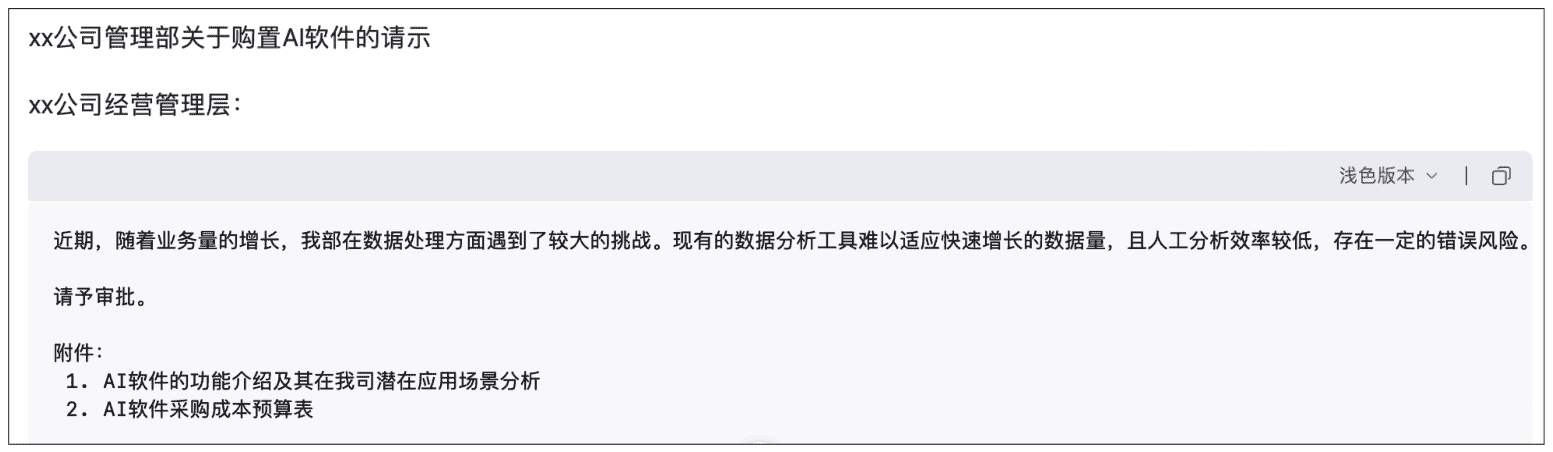 xx公司管理部关于购置AI软件的请示
xx公司经营管理层：
浅色版本
近期，随着业务量的增长，我部在数据处理方面遇到了较大的挑战。现有的数据分析工具难以适应快速增长的数据量，且人工分析效率较低，存在一定的错误风险。
请予审批。
附件：
1. AI软件的功能介绍及其在我司潜在应用场景分析
2. AI软件采购成本预算表